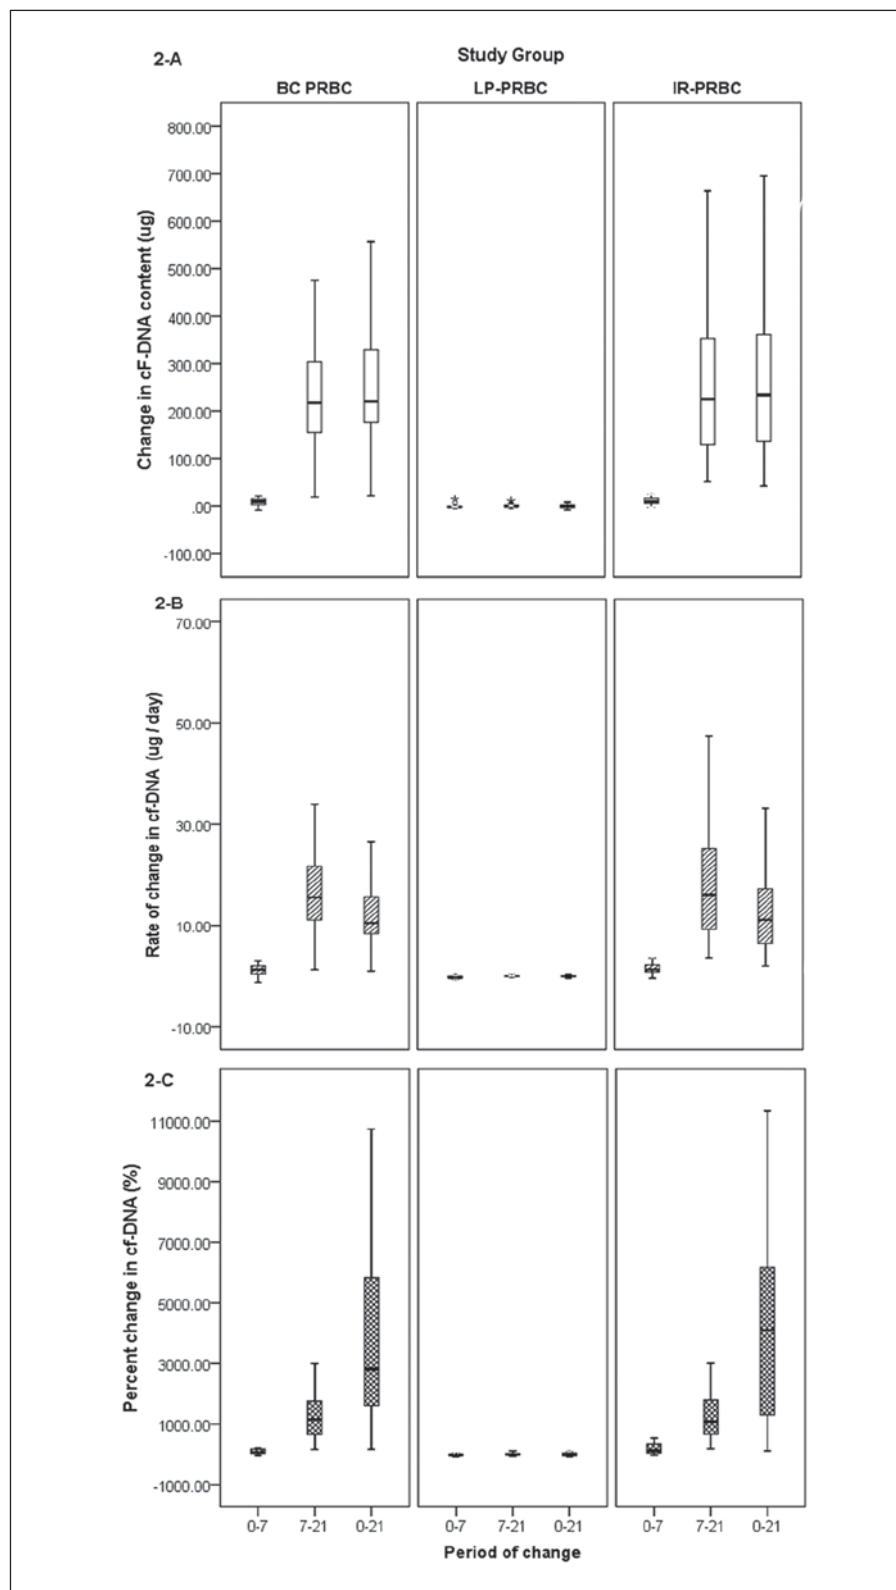 2-A
Study Group
BC PRBC LP-PRBC IR-PRBC
Change in cF-DNA content (ug)
800.00
700.00
600.00
500.00
400.00
300.00
200.00
100.00
.00
-100.00
2-B
Rate of change in cf-DNA (ug / day)
70.00
50.00
30.00
10.00
-10.00
2-C
Percent change in cf-DNA (%)
11000.00
9000.00
7000.00
5000.00
3000.00
1000.00
-1000.00
0-7 7-21 0-21 0-7 7-21 0-21 0-7 7-21 0-21
Period of change